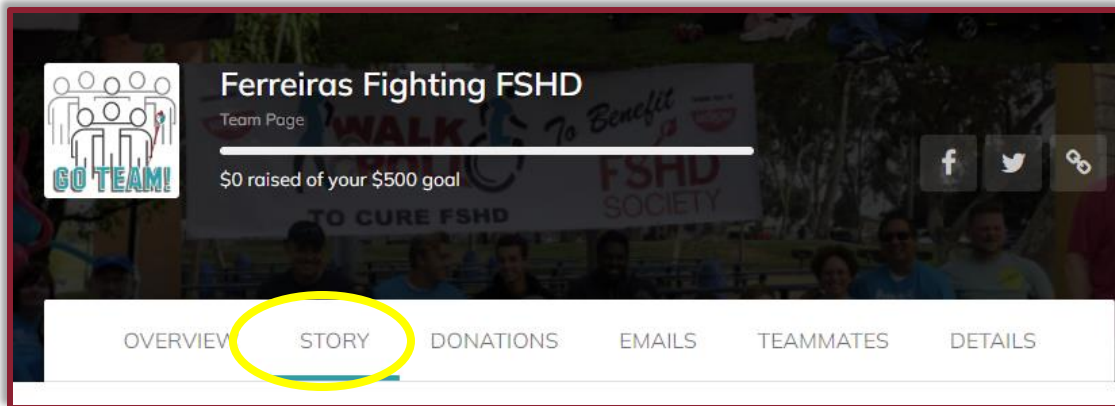 Ferreiras Fighting FSHD
Team Page
GO TEAM!
$0 raised of your $500 goal
WALK ROLL To Benefit FSHD SOCIETY
TO CURE FSHD
OVERVIEW STORY DONATIONS EMAILS TEAMMATES DETAILS